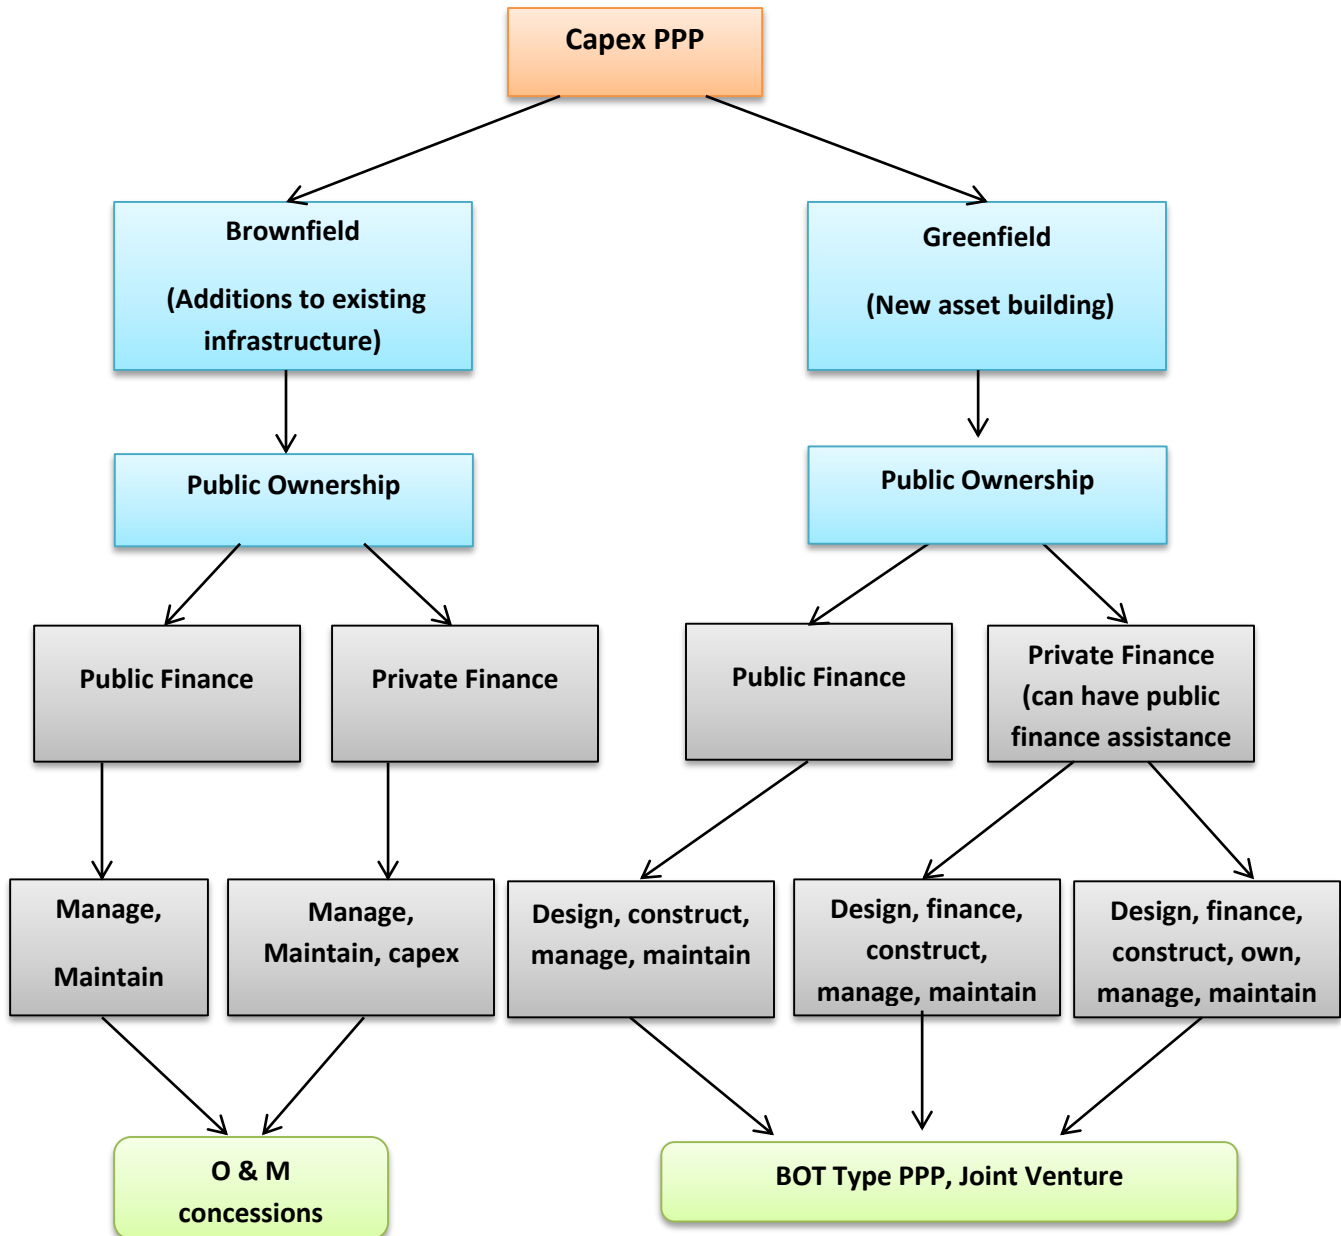 Capex PPP
Brownfield
(Additions to existing
infrastructure)
Greenfield
(New asset building)
Public Ownership
Public Ownership
Public Finance
Private Finance
Public Finance
Private Finance
(can have public
finance assistance
Manage,
Maintain
Manage,
Maintain, capex
Design, construct,
manage, maintain
Design, finance,
construct,
manage, maintain
Design, finance,
construct, own,
manage, maintain
O & M
concessions
BOT Type PPP, Joint Venture